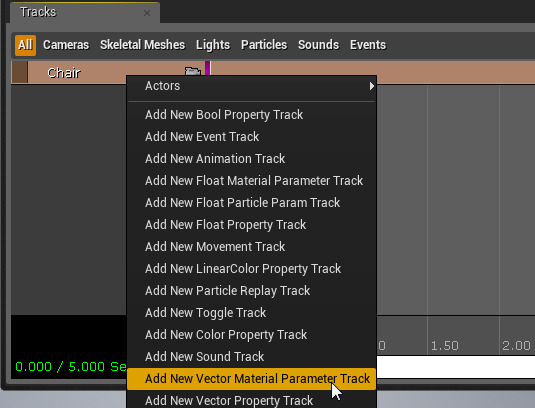 Tracks
All Cameras Skeletal Meshes Lights Particles Sounds Events
Chair
Actors
Add New Bool Property Track
Add New Event Track
Add New Animation Track
Add New Float Material Parameter Track
Add New Float Particle Param Track
Add New Float Property Track
Add New Movement Track
Add New LinearColor Property Track
Add New Particle Replay Track
Add New Toggle Track
Add New Color Property Track
Add New Sound Track
Add New Vector Material Parameter Track
Add New Vector Property Track
0 1.50 2.00
0.000 / 5.000 Se